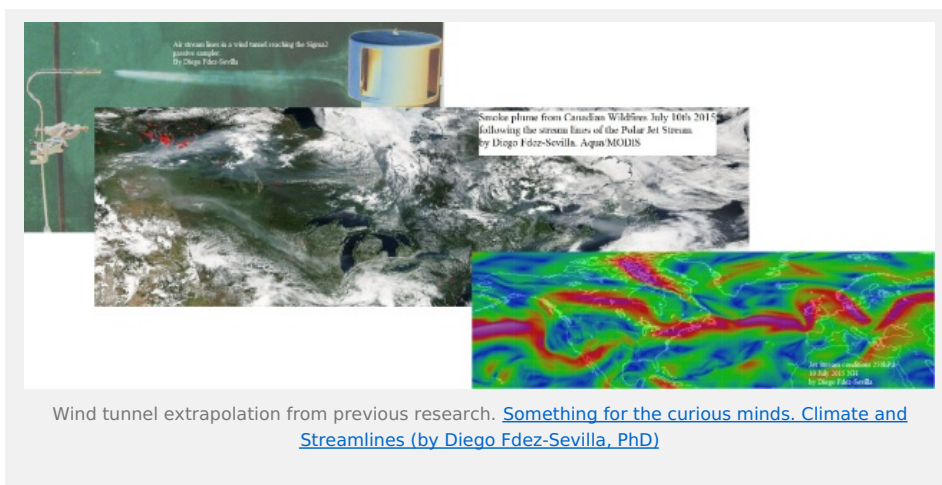 Air stream lines in a wind tunnel reaching the Sigma2
passive sampler.
By Diego Fdez-Sevilla
Smoke plume from Canadian Wildfires July 10th 2015
following the stream lines of the Polar Jet Stream
by Diego Fdez-Sevilla. Aqua/MODIS
Jet stream conditions
10 July 2015 NH
by Diego Fdez-Sevilla
Wind tunnel extrapolation from previous research. Something for the curious minds. Climate and
Streamlines (by Diego Fdez-Sevilla, PhD)